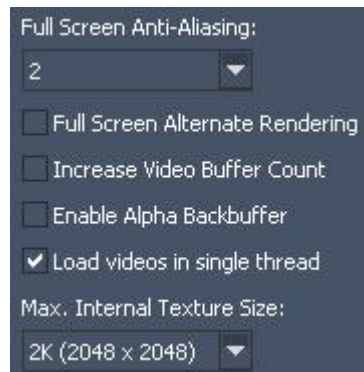 Full Screen Anti-Aliasing:
2
Full Screen Alternate Rendering
Increase Video Buffer Count
Enable Alpha Backbuffer
Load videos in single thread
Max. Internal Texture Size:
2K (2048 x 2048)